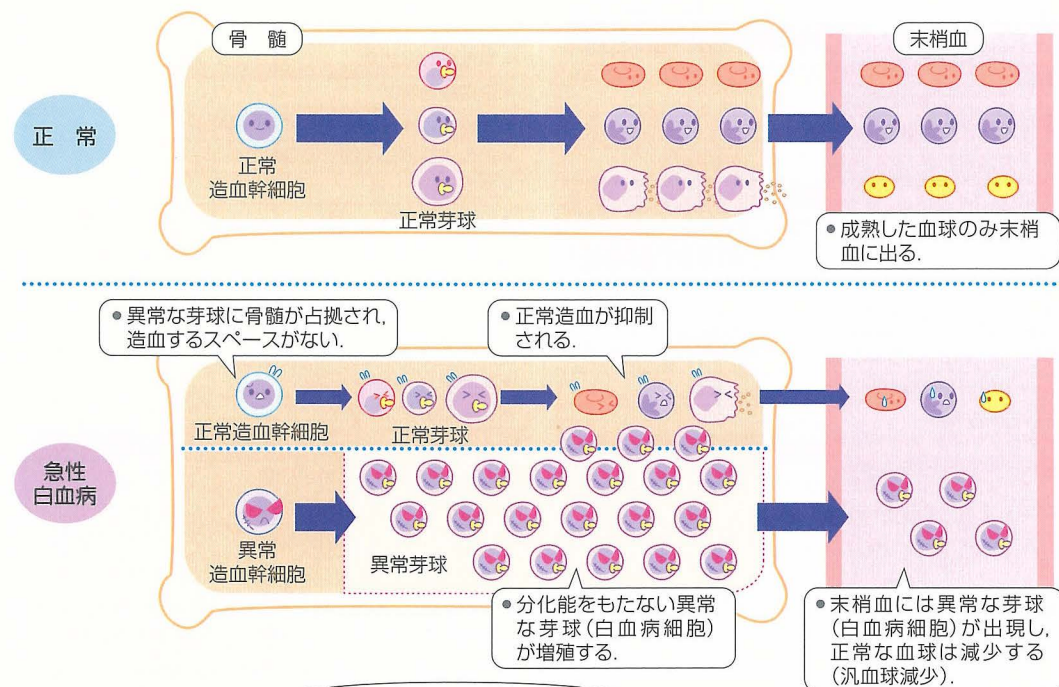 骨 髄
末梢血
正 常
正常
造血幹細胞
正常芽球
● 成熟した血球のみ末梢
血に出る.
● 異常な芽球に骨髄が占拠され,
造血するスペースがない.
● 正常造血が抑制
される.
急性
白血病
正常造血幹細胞
正常芽球
異常
造血幹細胞
異常芽球
● 分化能をもたない異常
な芽球(白血病細胞)
が増殖する.
● 末梢血には異常な芽球
(白血病細胞)が出現し,
正常な血球は減少する
(汎血球減少).